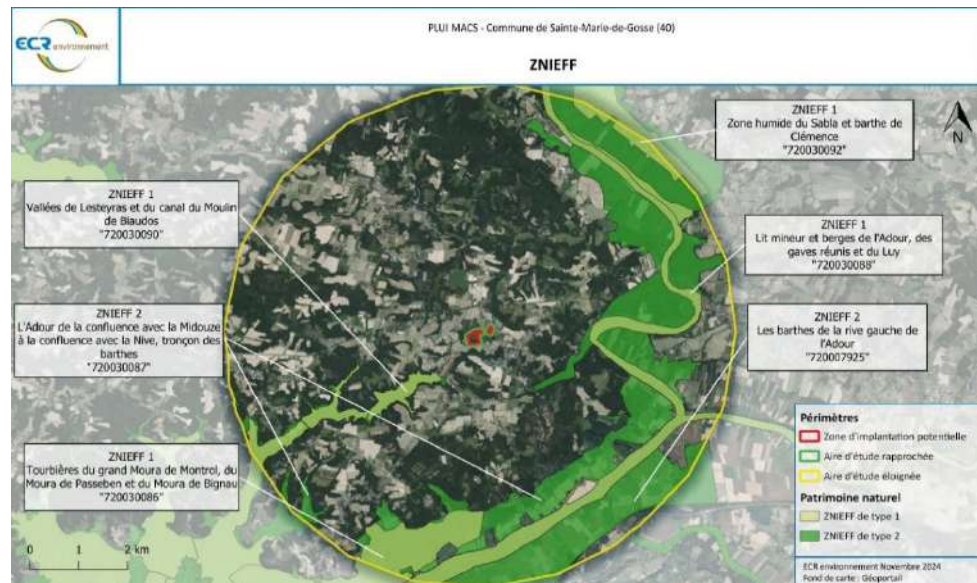 ECR environnement
PLUI MACS - Commune de Sainte-Marie-de-Gosse (40)
ZNIEFF
ZNIEFF 1
Zone humide du Sabla et barthe de
Clémence
"720030092"
N
ZNIEFF 1
Vallées de Lesteyras et du canal du Moulin
de Biaudos
"720030090"
ZNIEFF 1
Lit mineur et berges de l'Adour, des
gaves réunis et du Luy
"720030088"
ZNIEFF 2
L'Adour de la confluence avec la Midouze
à la confluence avec la Nive, tronçon des
barthes
"720030087"
ZNIEFF 2
Les barthes de la rive gauche de
l'Adour
"720007925"
ZNIEFF 1
Tourbières du grand Moura de Montrol, du
Moura de Passeben et du Moura de Bignau
"720030086"
Périmètres
Zone d'implantation potentielle
Aire d'étude rapprochée
Aire d'étude éloignée
Patrimoine naturel
ZNIEFF de type 1
ZNIEFF de type 2
0 1 2 km
ECR environnement Novembre 2024
Fond de carte : Géoportail